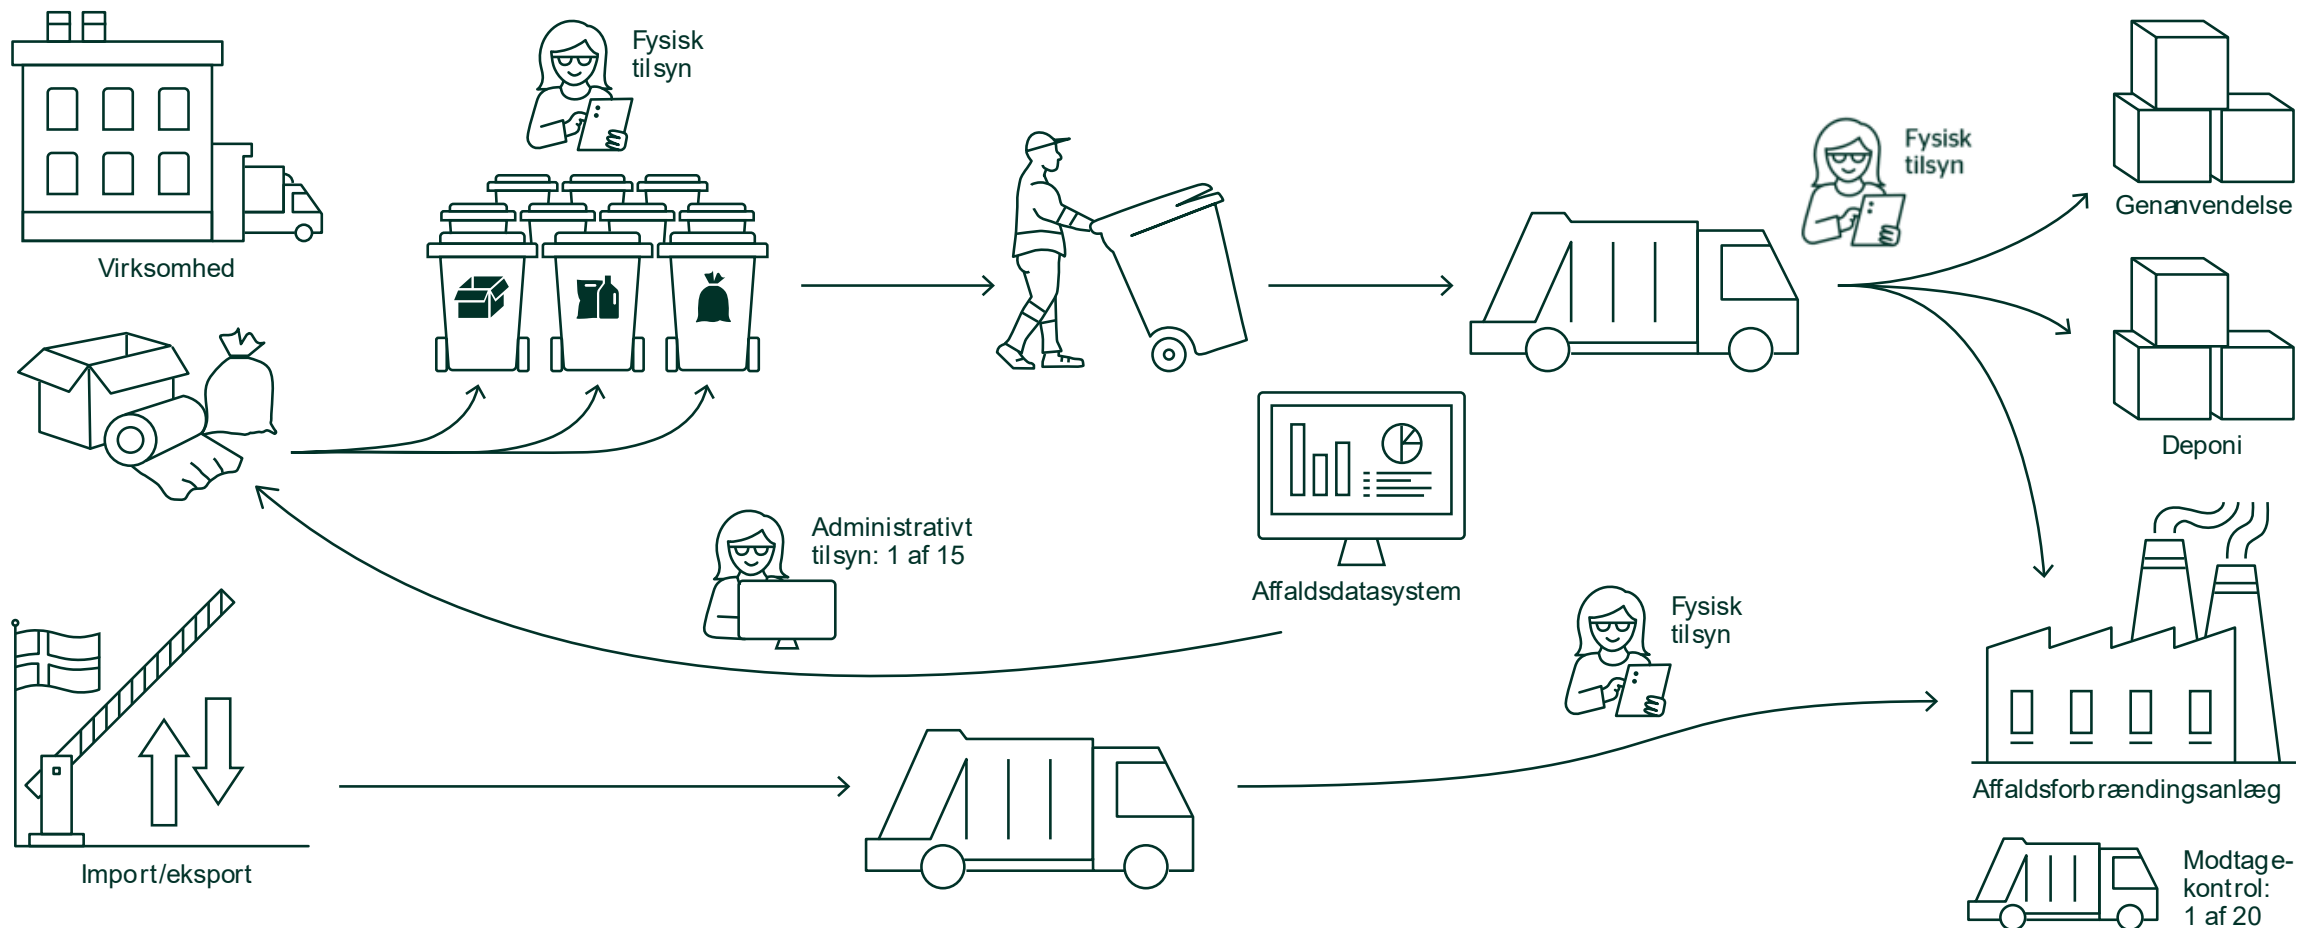 Fysisk
tilsyn
Virksomhed
Fysisk
tilsyn
Genanvendelse
Deponi
Administrativt
tilsyn: 1 af 15
Affaldsdatasystem
Fysisk
tilsyn
Import/eksport
Affaldsforbrændingsanlæg
Modtage-
kontrol:
1 af 20